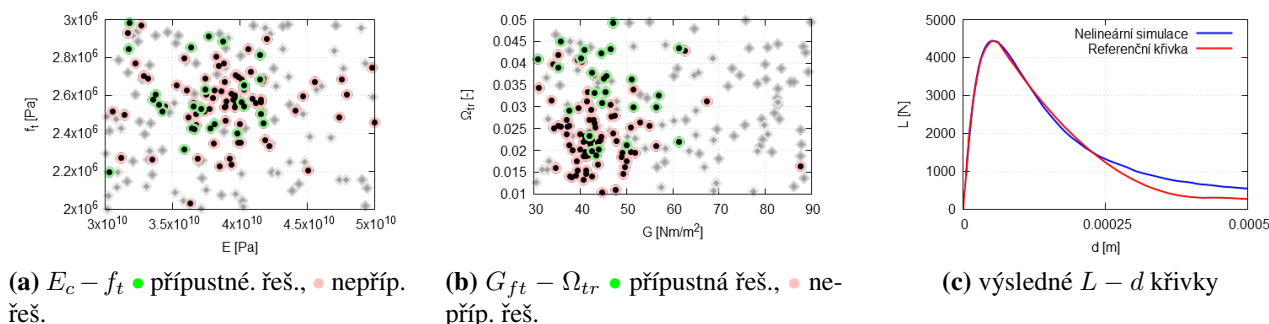 3x10⁶
2.8x10⁶
2.6x10⁶
2.4x10⁶
2.2x10⁶
2x10⁶
fₜ [Pa]
3x10¹⁰ 3.5x10¹⁰ 4x10¹⁰ 4.5x10¹⁰ 5x10¹⁰
E [Pa]
0.05
0.045
0.04
0.035
0.03
0.025
0.02
0.015
0.01
Ωtr [-]
30 40 50 60 70 80 90
G [Nm/m²]
5000
4000
3000
2000
1000
0
L [N]
Nelineární simulace
Referenční křivka
0 0.00025 0.0005
d [m]
(a) E_c − f_t ● přípustné. řeš., ● nepříp.
řeš.
(b) G_{ft} − Ω_{tr} ● přípustná řeš., ● ne-
příp. řeš.
(c) výsledné L − d křivky